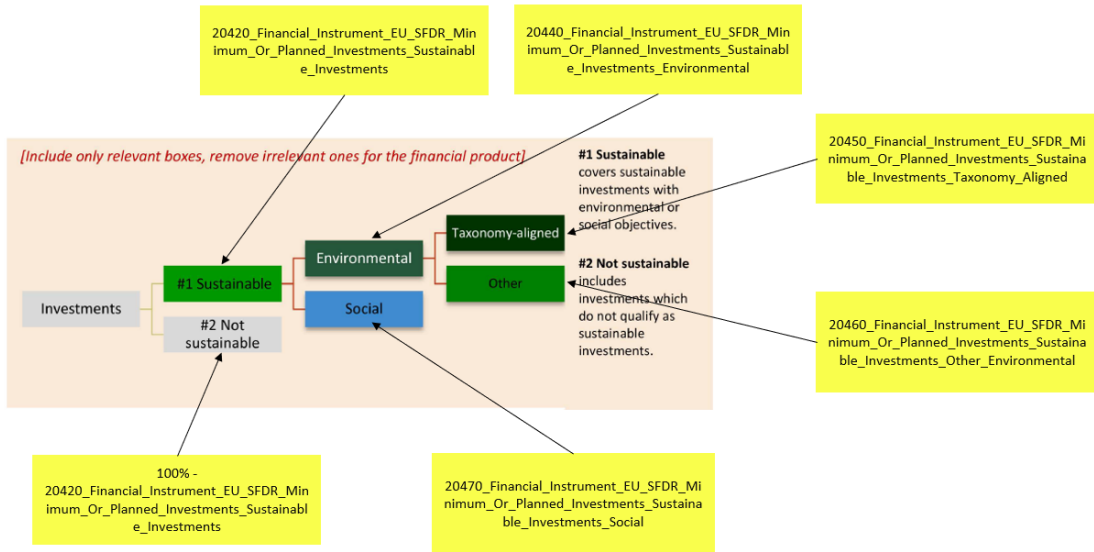 20420_Financial_Instrument_EU_SFDR_Min
imum_Or_Planned_Investments_Sustainabl
e_Investments
20440_Financial_Instrument_EU_SFDR_Min
imum_Or_Planned_Investments_Sustainabl
e_Investments_Environmental
20450_Financial_Instrument_EU_SFDR_Mi
nimum_Or_Planned_Investments_Sustaina
ble_Investments_Taxonomy_Aligned
[Include only relevant boxes, remove irrelevant ones for the financial product]
#1 Sustainable
covers sustainable
investments with
environmental or
social objectives.
#2 Not sustainable
includes
investments which
do not qualify as
sustainable
investments.
Taxonomy-aligned
Environmental
#1 Sustainable
Other
Investments
Social
#2 Not
sustainable
20460_Financial_Instrument_EU_SFDR_Mi
nimum_Or_Planned_Investments_Sustaina
ble_Investments_Other_Environmental
100% -
20420_Financial_Instrument_EU_SFDR_Min
imum_Or_Planned_Investments_Sustainabl
e_Investments
20470_Financial_Instrument_EU_SFDR_Mi
nimum_Or_Planned_Investments_Sustaina
ble_Investments_Social